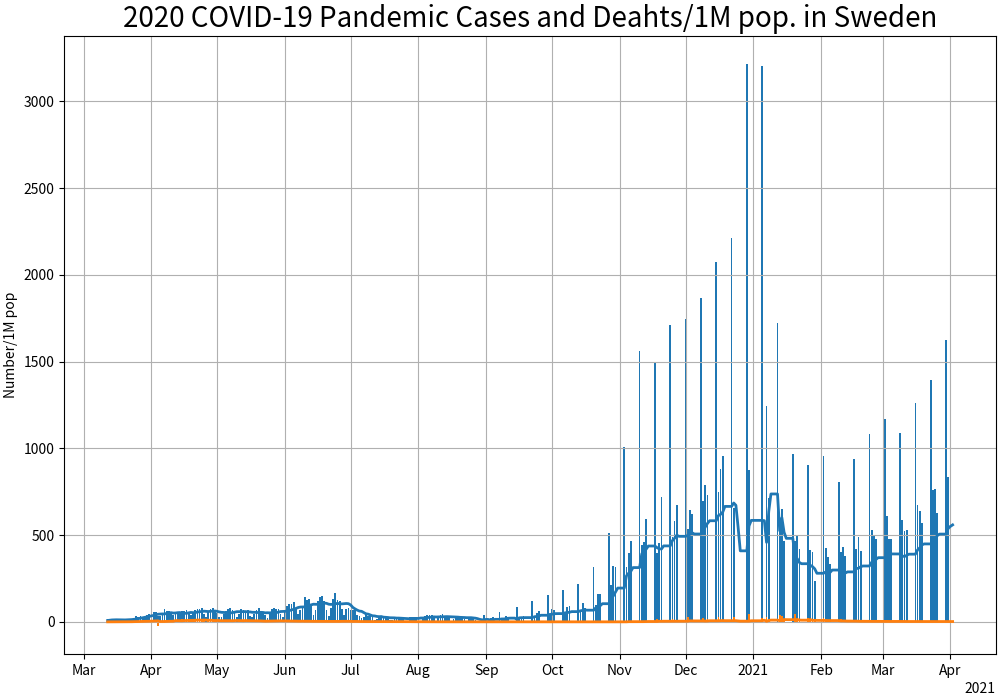 2020 COVID-19 Pandemic Cases and Deahts/1M pop. in Sweden
Number/1M pop
3000
2500
2000
1500
1000
500
0
Mar Apr May Jun Jul Aug Sep Oct Nov Dec 2021 Feb Mar Apr
2021